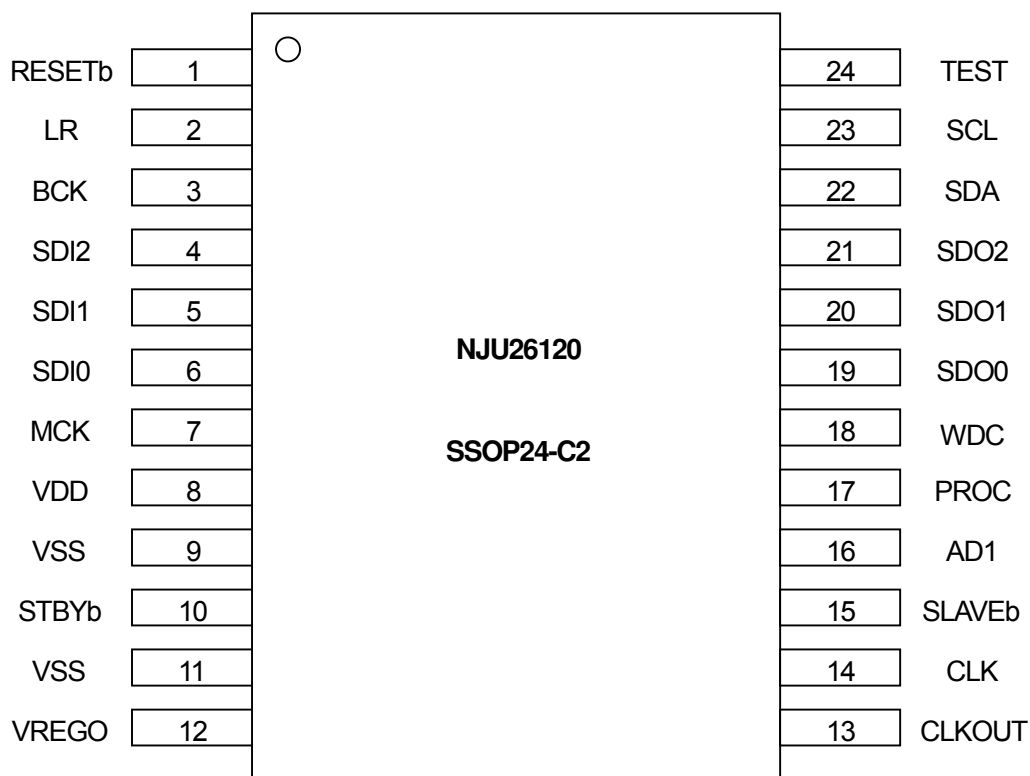 RESETb 1 24 TEST
LR 2 23 SCL
BCK 3 22 SDA
SDI2 4 21 SDO2
SDI1 5 20 SDO1
NJU26120
SDI0 6 19 SDO0
MCK 7 18 WDC
SSOP24-C2
VDD 8 17 PROC
VSS 9 16 AD1
STBYb 10 15 SLAVEb
VSS 11 14 CLK
VREGO 12 13 CLKOUT